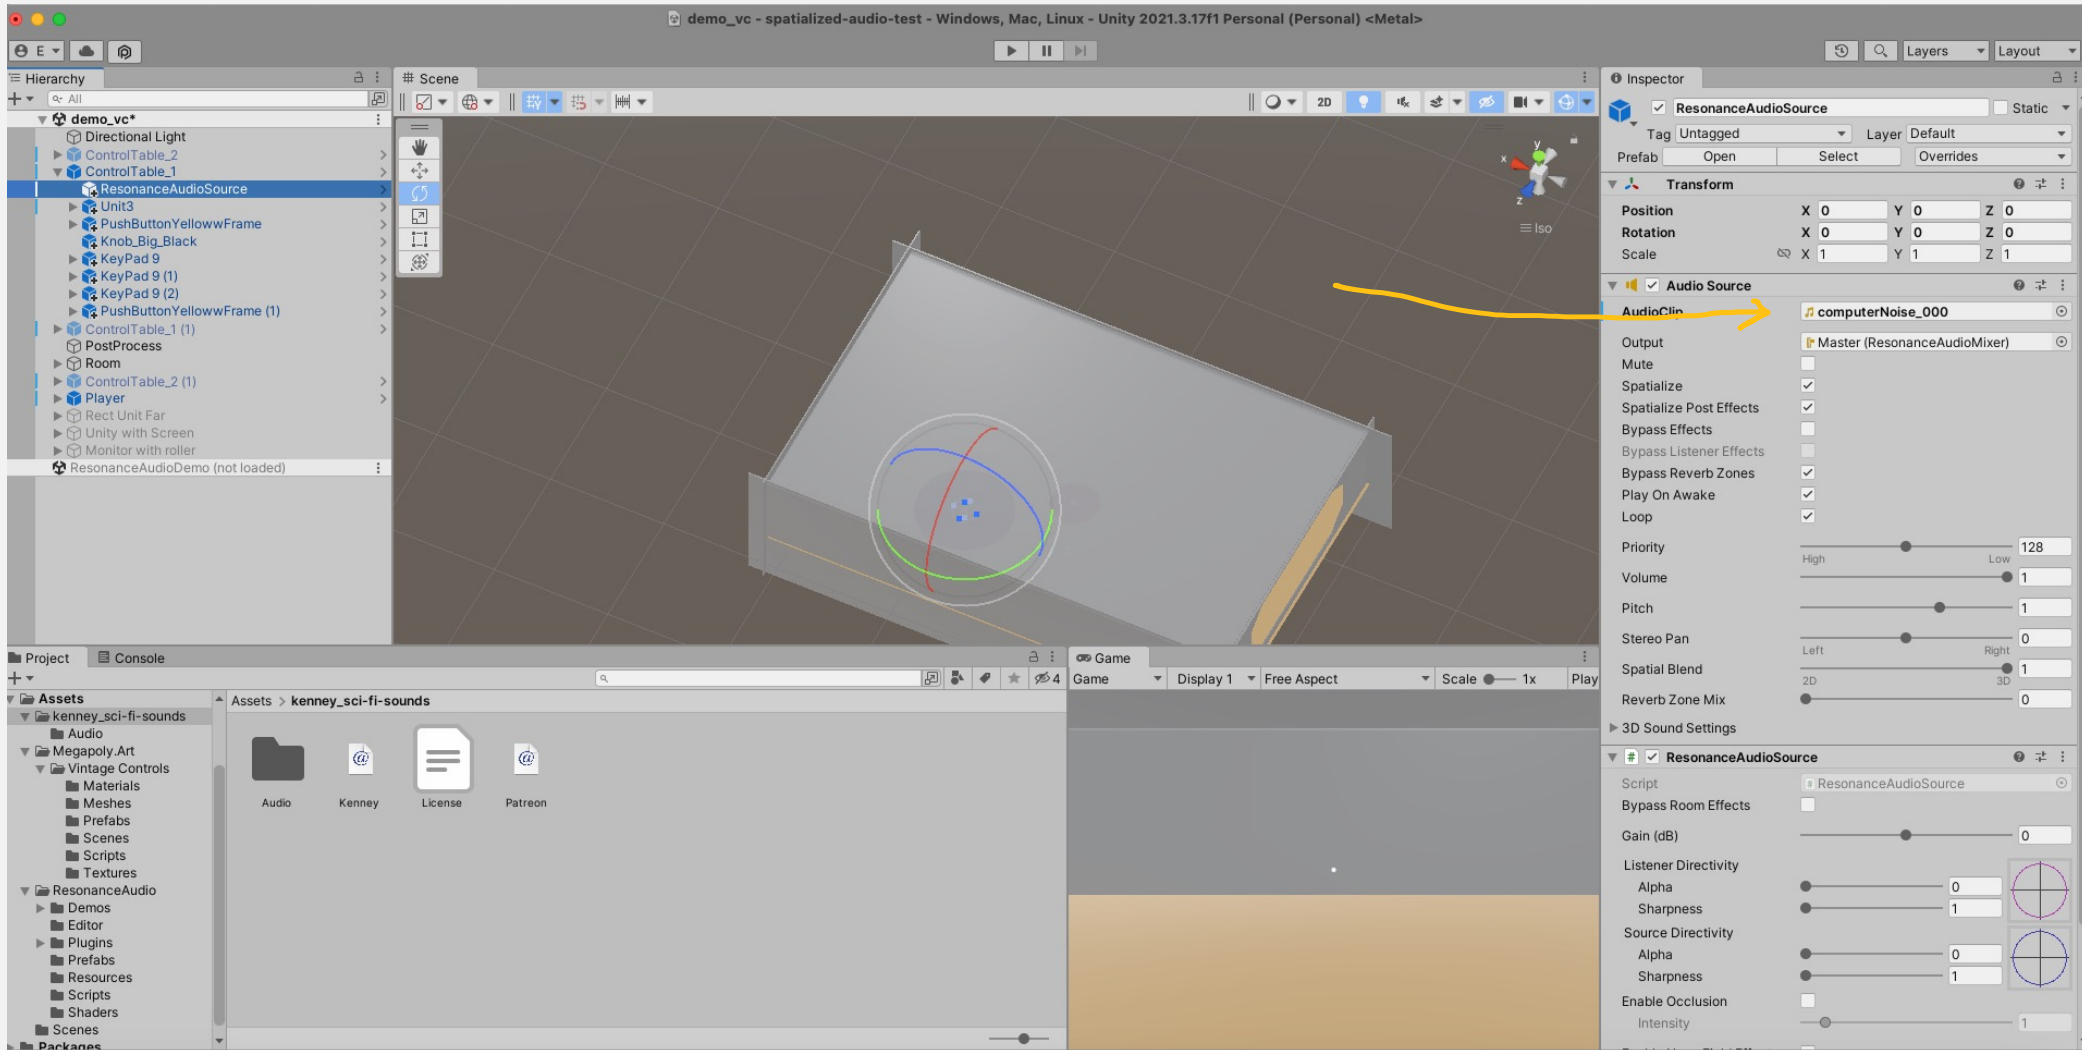 demo_vc - spatialized-audio-test - Windows, Mac, Linux - Unity 2021.3.17f1 Personal (Personal) <Metal>
E
Layers
Layout
Hierarchy
All
demo_vc*
Directional Light
ControlTable_2
ControlTable_1
ResonanceAudioSource
Unit3
PushButtonYellowwFrame
Knob_Big_Black
KeyPad 9
KeyPad 9 (1)
KeyPad 9 (2)
PushButtonYellowwFrame (1)
ControlTable_1 (1)
PostProcess
Room
ControlTable_2 (1)
Player
Rect Unit Far
Unity with Screen
Monitor with roller
ResonanceAudioDemo (not loaded)
Scene
2D
y
x
z
Iso
Project
Console
4
Assets
kenney_sci-fi-sounds
Audio
Megapoly.Art
Vintage Controls
Materials
Meshes
Prefabs
Scenes
Scripts
Textures
ResonanceAudio
Demos
Editor
Plugins
Prefabs
Resources
Scripts
Shaders
Scenes
Packages
Assets > kenney_sci-fi-sounds
Audio
Kenney
License
Patreon
Game
Game Display 1 Free Aspect Scale 1x Play
Inspector
ResonanceAudioSource Static
Tag Untagged Layer Default
Prefab Open Select Overrides
Transform
Position X 0 Y 0 Z 0
Rotation X 0 Y 0 Z 0
Scale X 1 Y 1 Z 1
Audio Source
AudioClip computerNoise_000
Output Master (ResonanceAudioMixer)
Mute
Spatialize
Spatialize Post Effects
Bypass Effects
Bypass Listener Effects
Bypass Reverb Zones
Play On Awake
Loop
Priority 128
High Low
Volume 1
Pitch 1
Stereo Pan 0
Left Right
Spatial Blend 1
2D 3D
Reverb Zone Mix 0
3D Sound Settings
# ResonanceAudioSource
Script ResonanceAudioSource
Bypass Room Effects
Gain (dB) 0
Listener Directivity
Alpha 0
Sharpness 1
Source Directivity
Alpha 0
Sharpness 1
Enable Occlusion
Intensity 1